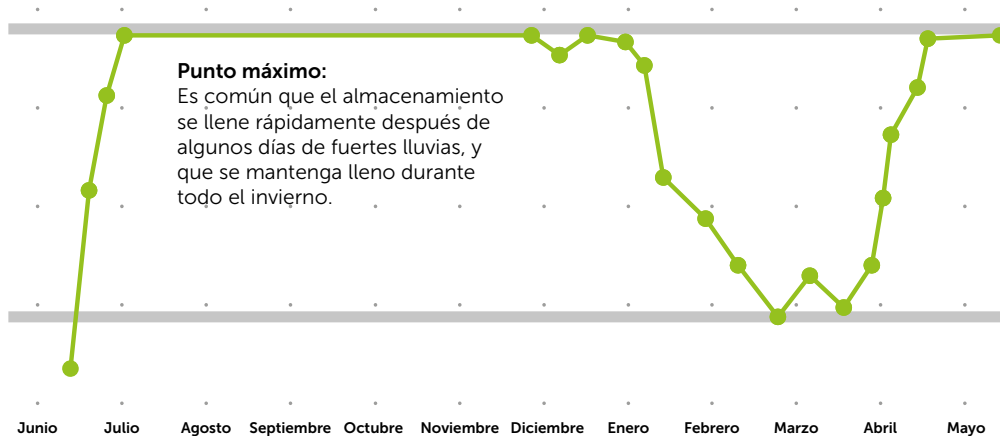 Punto máximo:
Es común que el almacenamiento
se llene rápidamente después de
algunos días de fuertes lluvias, y
que se mantenga lleno durante
todo el invierno.
Junio Julio Agosto Septiembre Octubre Noviembre Diciembre Enero Febrero Marzo Abril Mayo